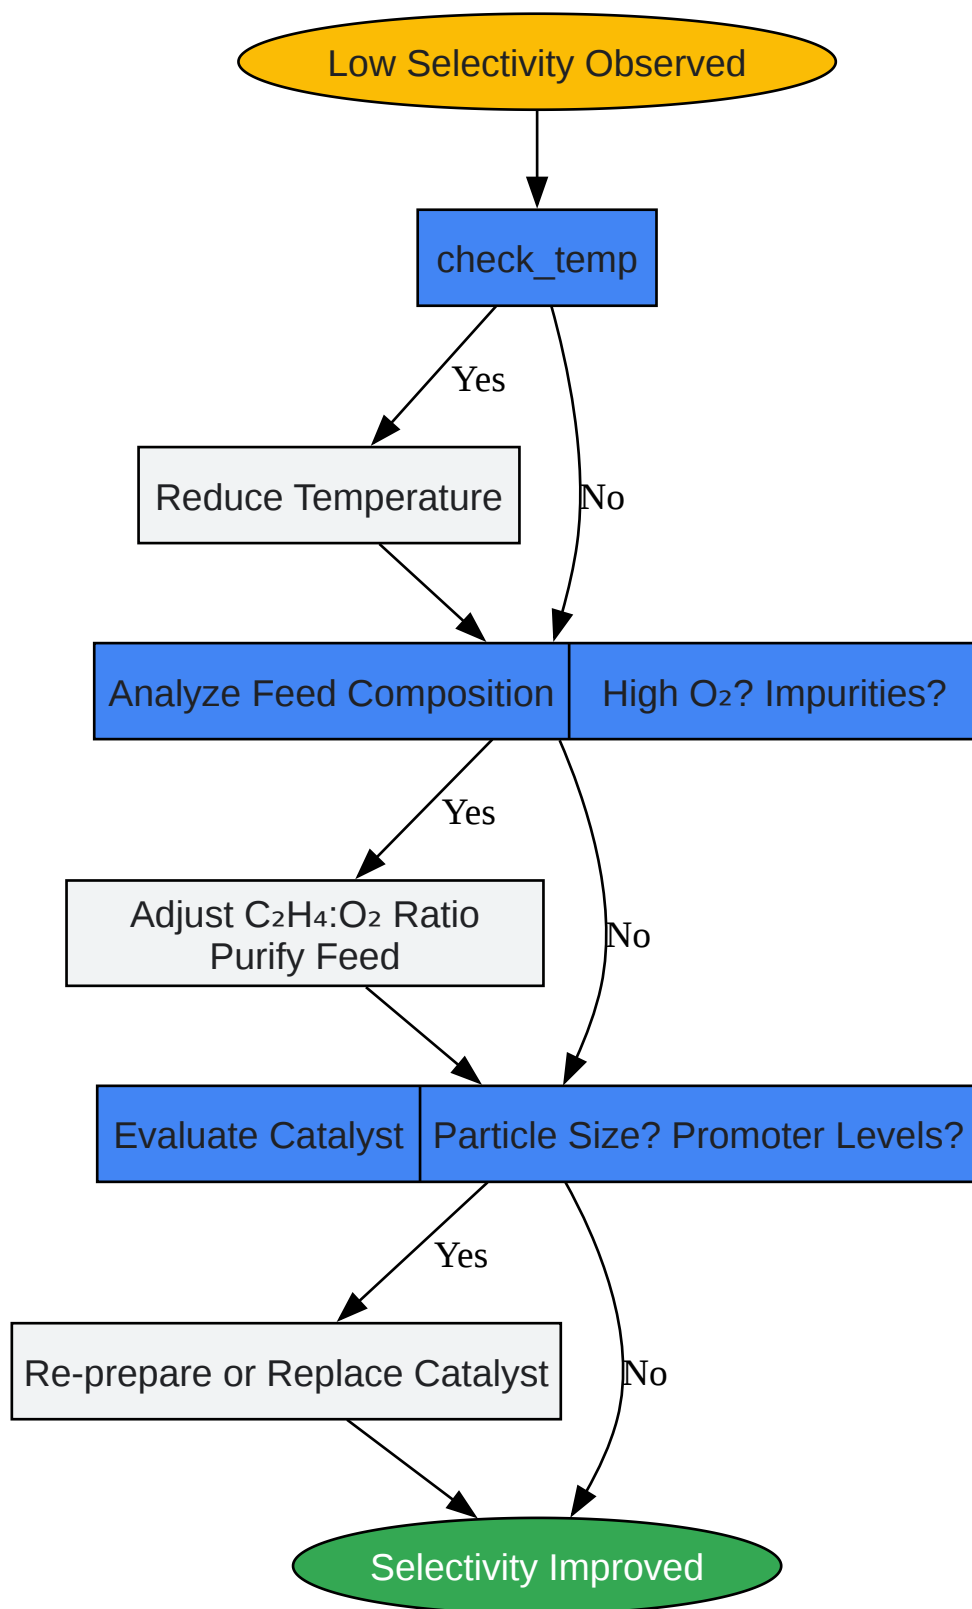 Low Selectivity Observed
check_temp
Yes
Reduce Temperature
No
Analyze Feed Composition
High O₂? Impurities?
Yes
Adjust C₂H₄:O₂ Ratio
Purify Feed
No
Evaluate Catalyst
Particle Size? Promoter Levels?
Yes
Re-prepare or Replace Catalyst
No
Selectivity Improved